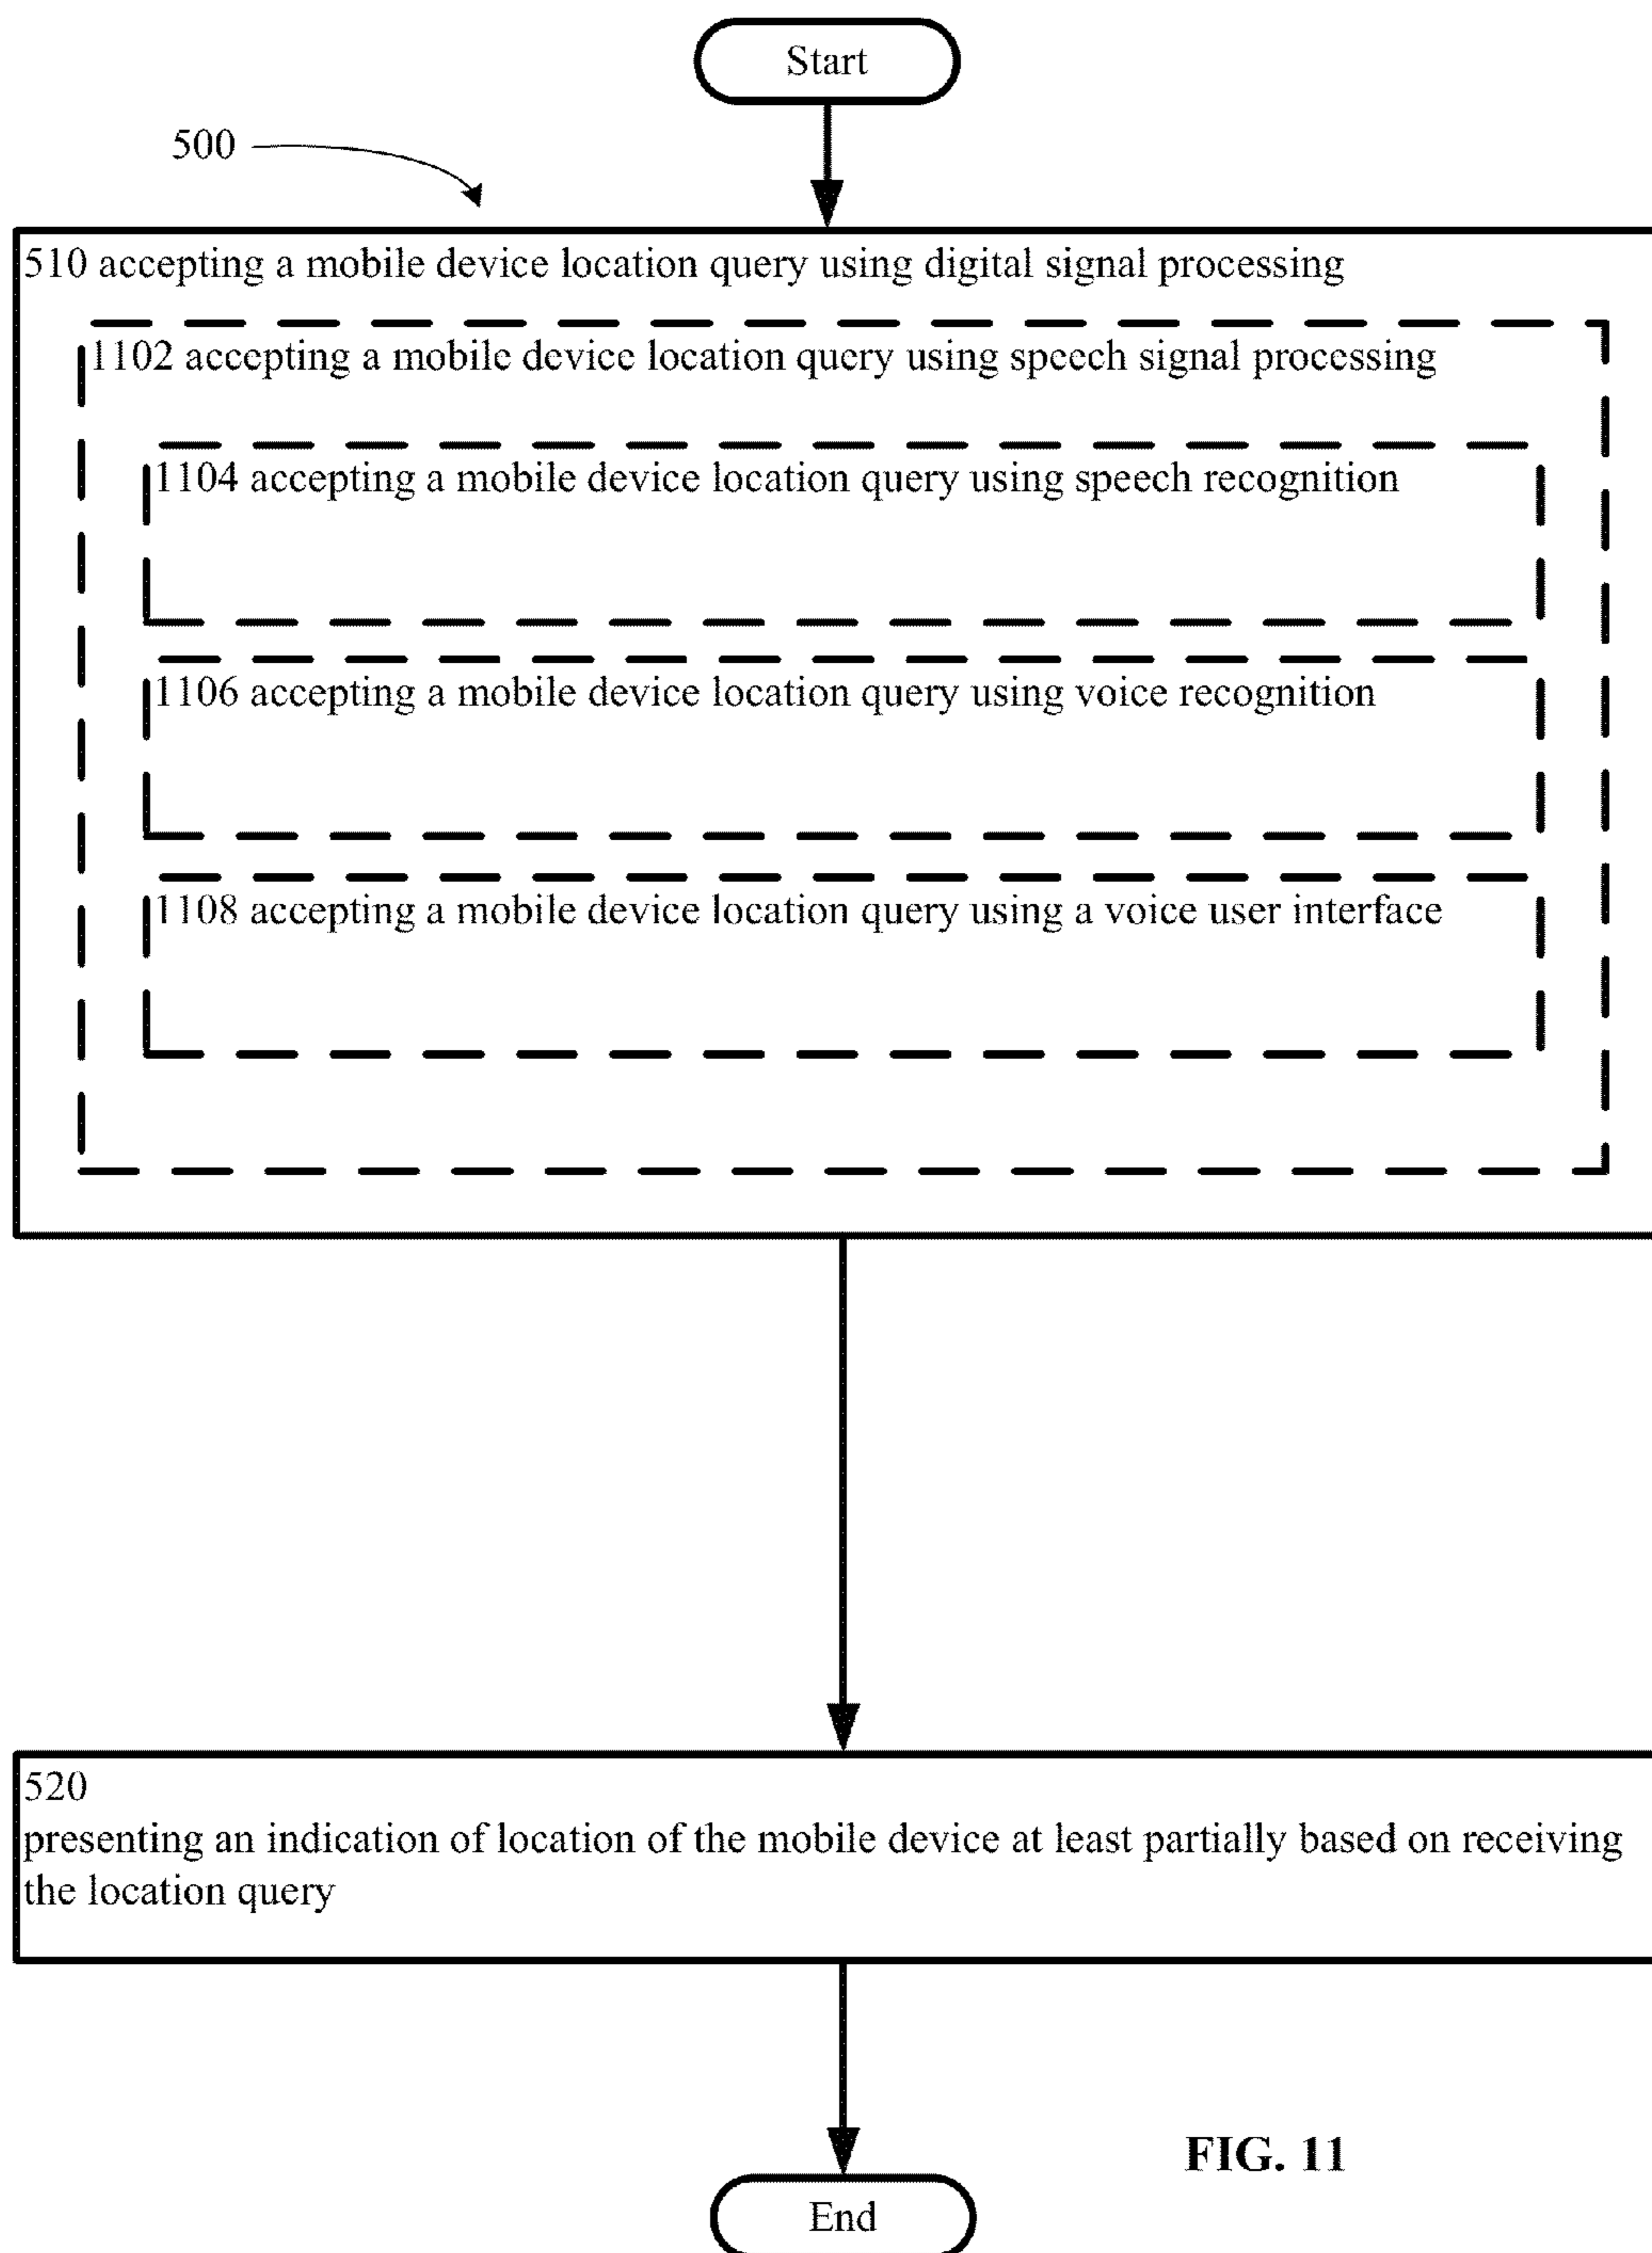 Start
500
510 accepting a mobile device location query using digital signal processing
1102 accepting a mobile device location query using speech signal processing
1104 accepting a mobile device location query using speech recognition
1106 accepting a mobile device location query using voice recognition
1108 accepting a mobile device location query using a voice user interface
520
presenting an indication of location of the mobile device at least partially based on receiving
the location query
FIG. 11
End